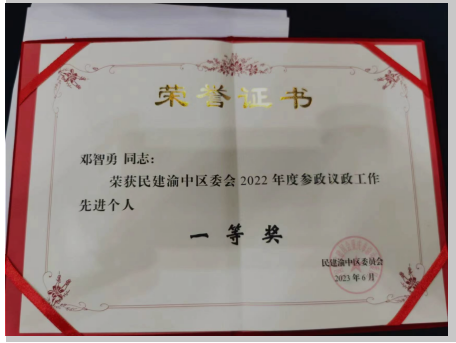 荣誉证书
邓智勇 同志：
荣获民建渝中区委会 2022 年度参政议政工作
先进个人
一等奖
民建渝中区委员会
2023 年 6 月